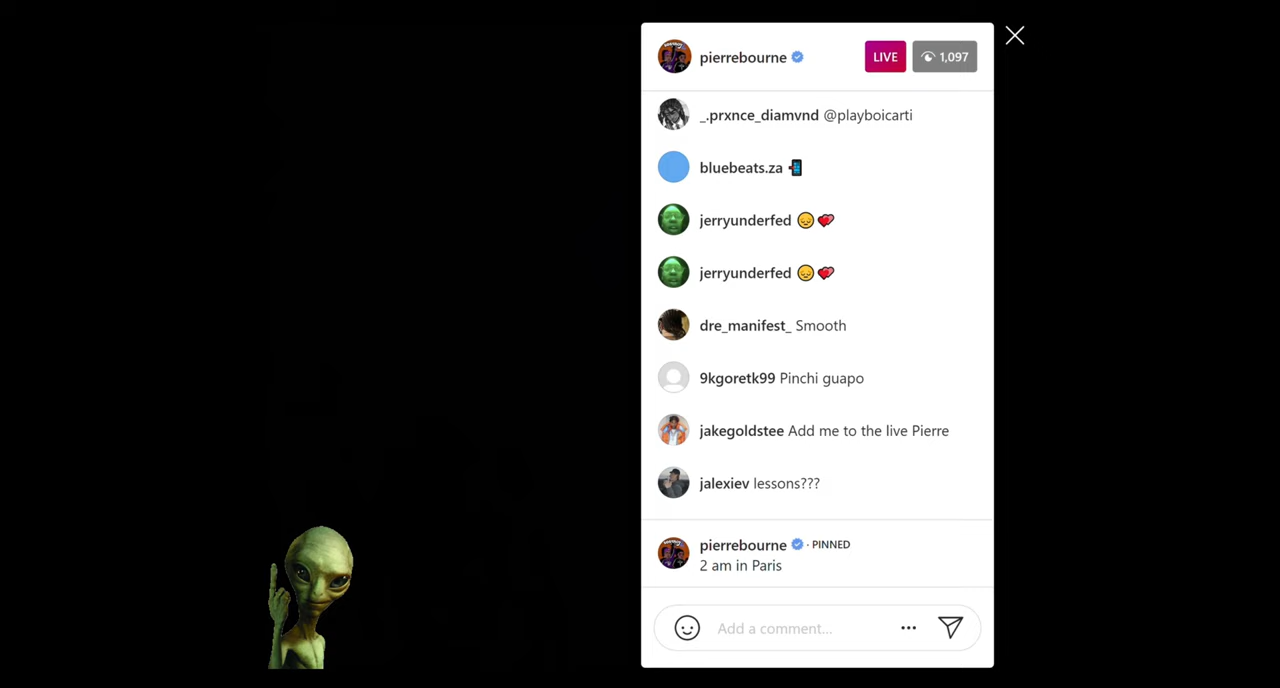 pierrebourne
LIVE
1,097
_.prxnce_diamvnd @playboicarti
bluebeats.za 📲
jerryunderfed 😞💕
jerryunderfed 😞💕
dre_manifest_ Smooth
9kgoretk99 Pinchi guapo
jakegoldstee Add me to the live Pierre
jalexiev lessons???
pierrebourne · PINNED
2 am in Paris
Add a comment...